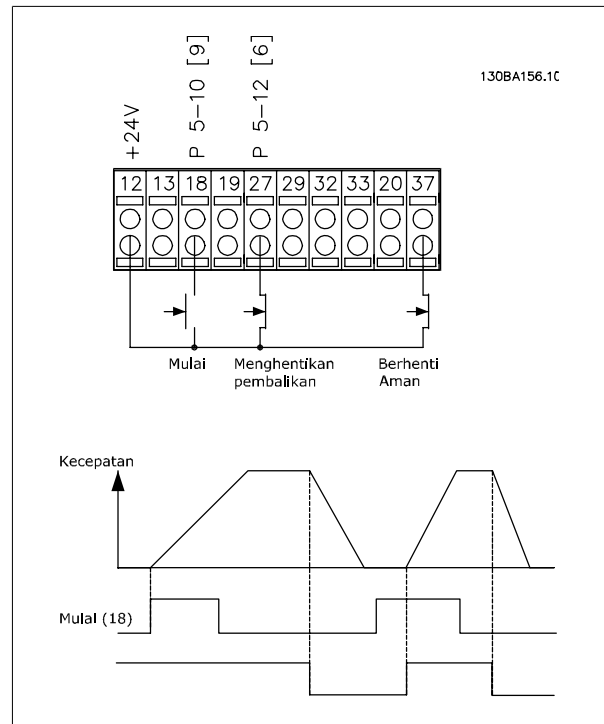 130BA156.10
+24V
P 5-10 [9]
P 5-12 [6]
12 13 18 19 27 29 32 33 20 37
Mulai
Menghentikan
pembalikan
Berhenti
Aman
Kecepatan
Mulal (18)